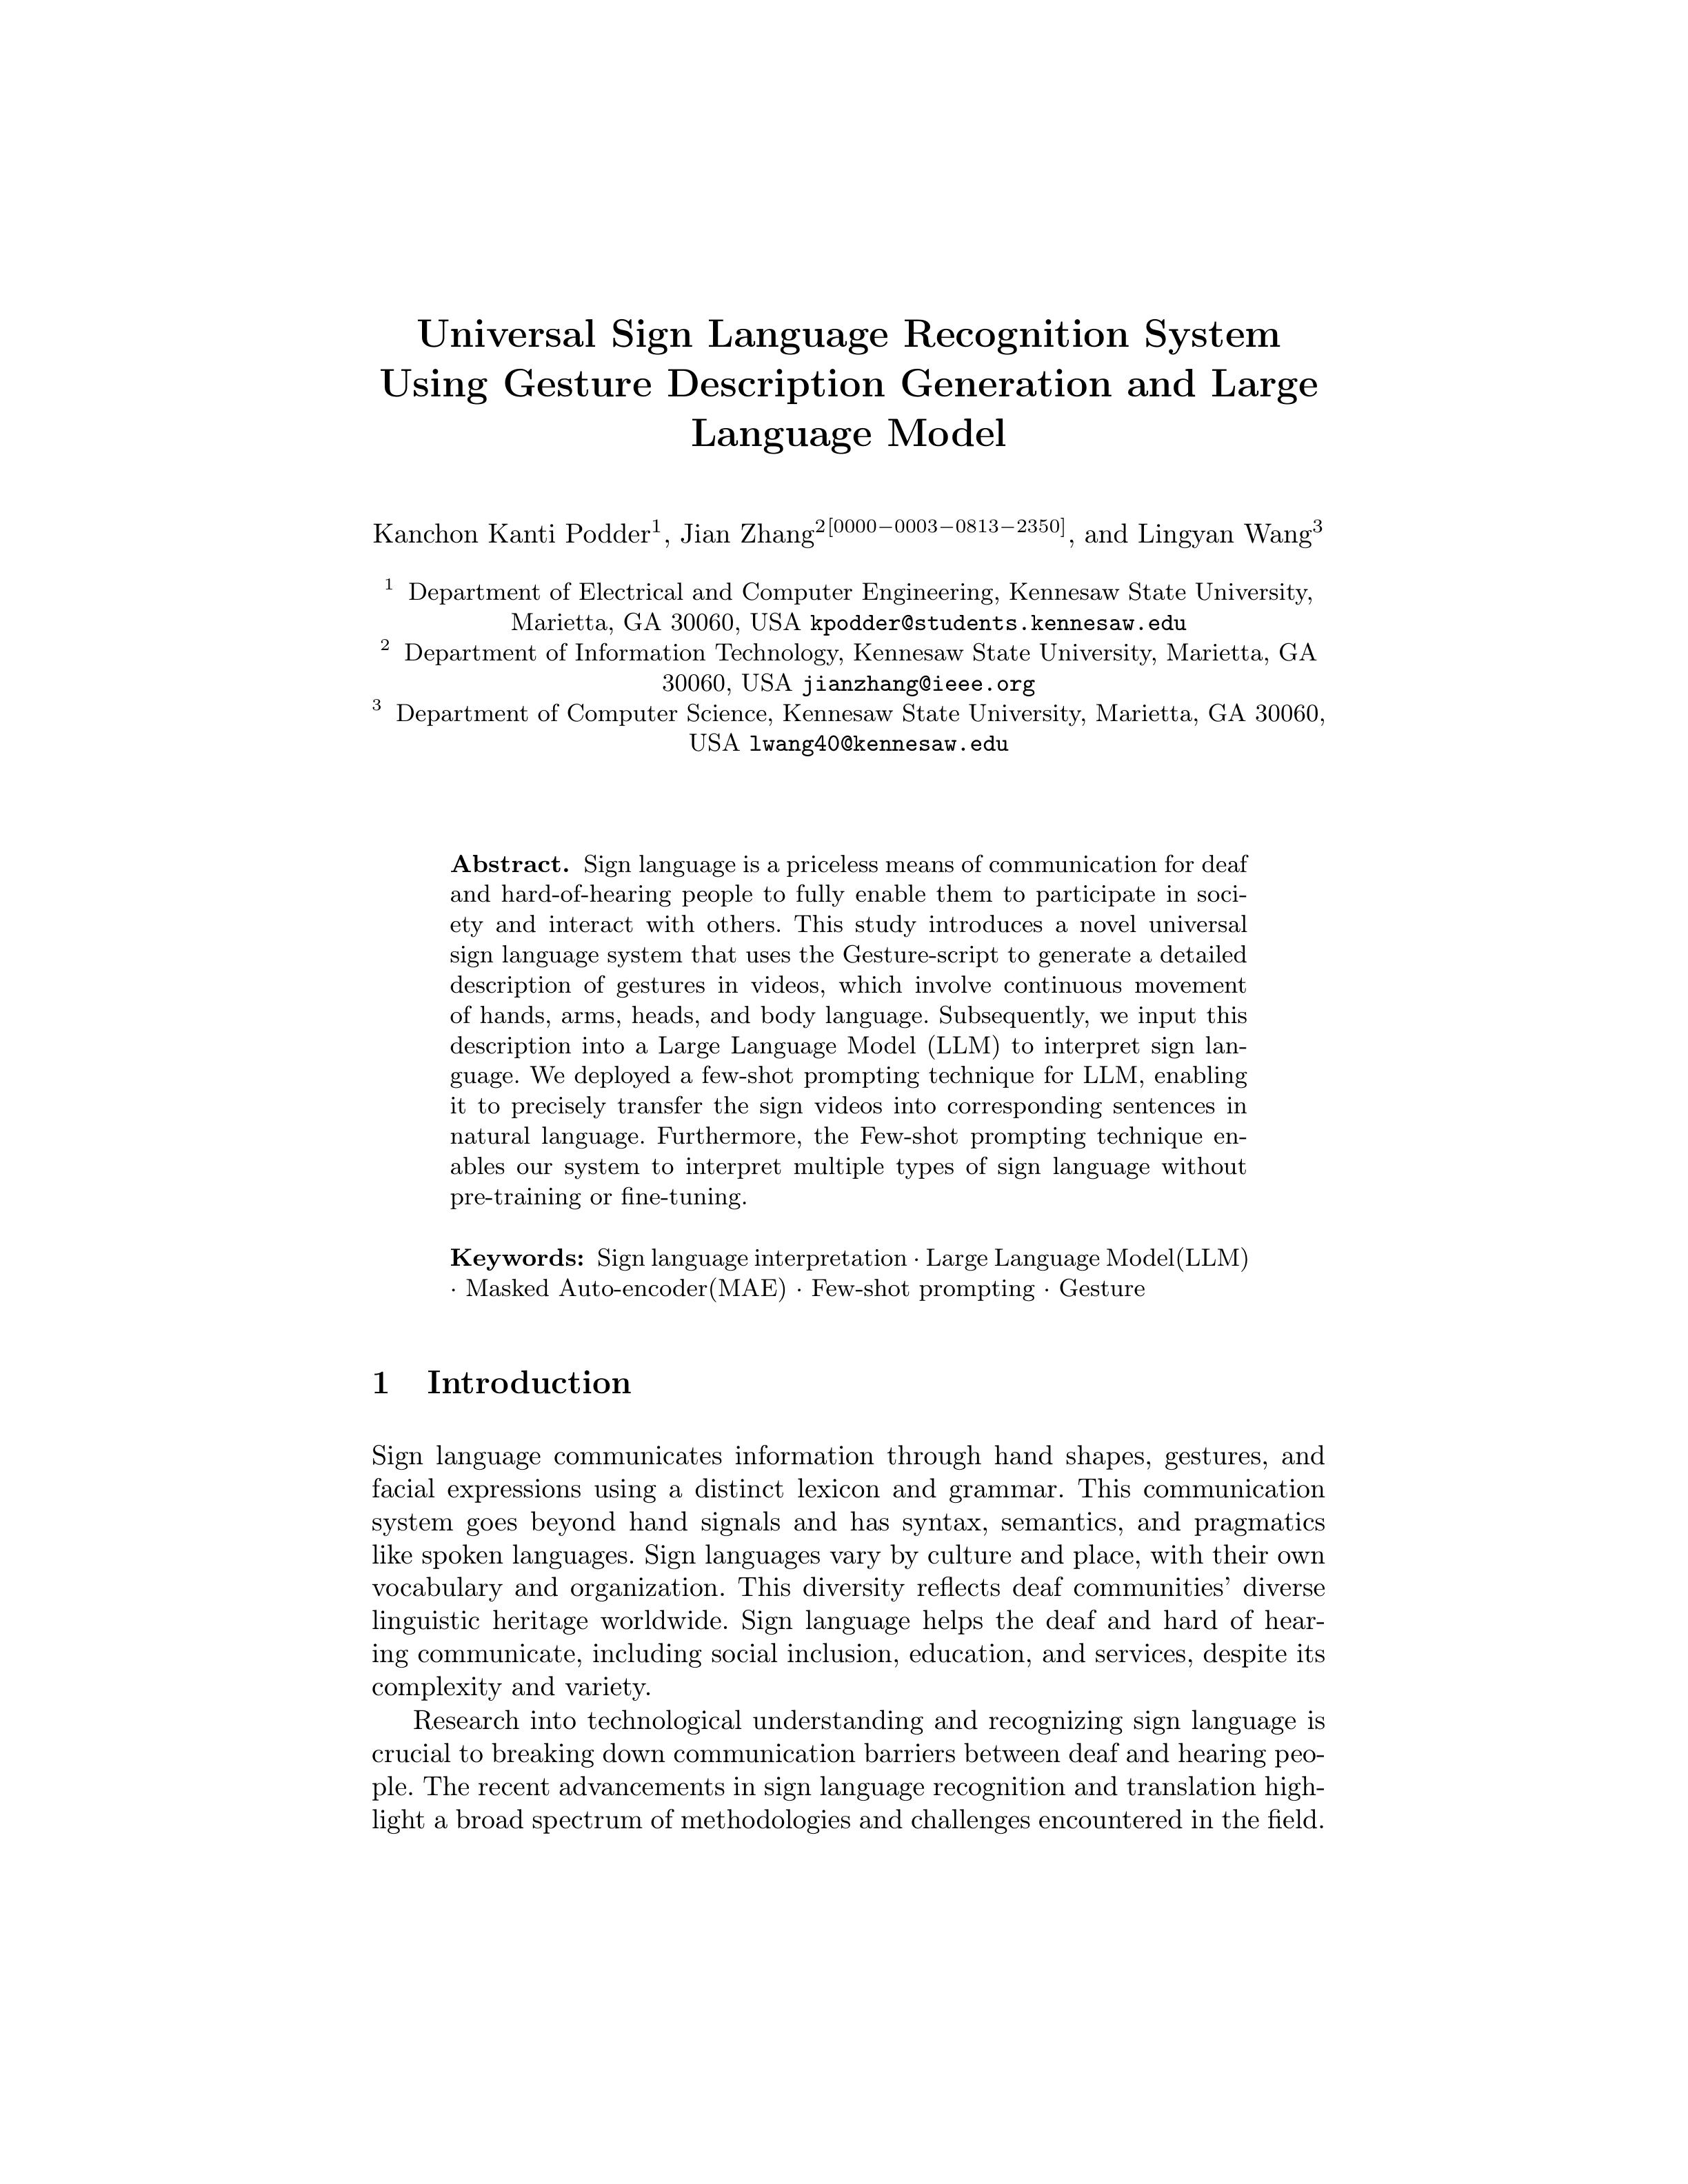 Universal Sign Language Recognition System
Using Gesture Description Generation and Large
Language Model
Kanchon Kanti Podder1, Jian Zhang2[0000−0003−0813−2350], and Lingyan Wang3
1 Department of Electrical and Computer Engineering, Kennesaw State University,
Marietta, GA 30060, USA kpodder@students.kennesaw.edu
2 Department of Information Technology, Kennesaw State University, Marietta, GA
30060, USA jianzhang@ieee.org
3 Department of Computer Science, Kennesaw State University, Marietta, GA 30060,
USA lwang40@kennesaw.edu
Abstract. Sign language is a priceless means of communication for deaf
and hard-of-hearing people to fully enable them to participate in soci-
ety and interact with others. This study introduces a novel universal
sign language system that uses the Gesture-script to generate a detailed
description of gestures in videos, which involve continuous movement
of hands, arms, heads, and body language. Subsequently, we input this
description into a Large Language Model (LLM) to interpret sign lan-
guage. We deployed a few-shot prompting technique for LLM, enabling
it to precisely transfer the sign videos into corresponding sentences in
natural language. Furthermore, the Few-shot prompting technique en-
ables our system to interpret multiple types of sign language without
pre-training or fine-tuning.
Keywords: Sign language interpretation · Large Language Model(LLM)
· Masked Auto-encoder(MAE) · Few-shot prompting · Gesture
1 Introduction
Sign language communicates information through hand shapes, gestures, and
facial expressions using a distinct lexicon and grammar. This communication
system goes beyond hand signals and has syntax, semantics, and pragmatics
like spoken languages. Sign languages vary by culture and place, with their own
vocabulary and organization. This diversity reflects deaf communities' diverse
linguistic heritage worldwide. Sign language helps the deaf and hard of hear-
ing communicate, including social inclusion, education, and services, despite its
complexity and variety.
Research into technological understanding and recognizing sign language is
crucial to breaking down communication barriers between deaf and hearing peo-
ple. The recent advancements in sign language recognition and translation high-
light a broad spectrum of methodologies and challenges encountered in the field.